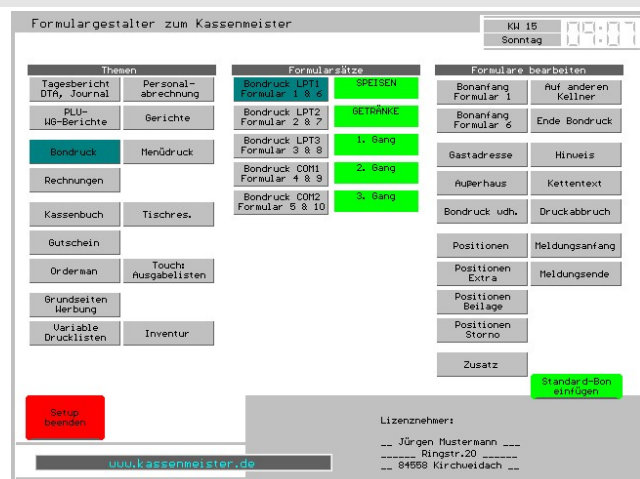 Formulargestalter zum Kassenmeister
KW 15
Sonntag
09:07
Themen
Tagesbericht
DTA, Journal
Personal-
abrechnung
PLU-
WG-Berichte
Gerichte
Bondruck
Menüdruck
Rechnungen
Kassenbuch
Tischres.
Gutschein
Orderman
Touch:
Ausgabelisten
Grundseiten
Werbung
Variable
Drucklisten
Inventur
Formularsätze
Bondruck LPT1
Formular 1 & 6
SPEISEN
Bondruck LPT2
Formular 2 & 7
GETRÄNKE
Bondruck LPT3
Formular 3 & 8
1. Gang
Bondruck COM1
Formular 4 & 9
2. Gang
Bondruck COM2
Formular 5 & 10
3. Gang
Formulare bearbeiten
Bonanfang
Formular 1
Auf anderen
Kellner
Bonanfang
Formular 6
Ende Bondruck
Gastadresse
Hinweis
Außerhaus
Kettentext
Bondruck wdh.
Druckabbruch
Positionen
Meldungsanfang
Positionen
Extra
Meldungsende
Positionen
Beilage
Positionen
Storno
Zusatz
Standard-Bon
einfügen
Setup
beenden
Lizenznehmer:
__ Jürgen Mustermann ___
______ Ringstr.20 ______
__ 84558 Kirchweidach __
www.kassenmeister.de